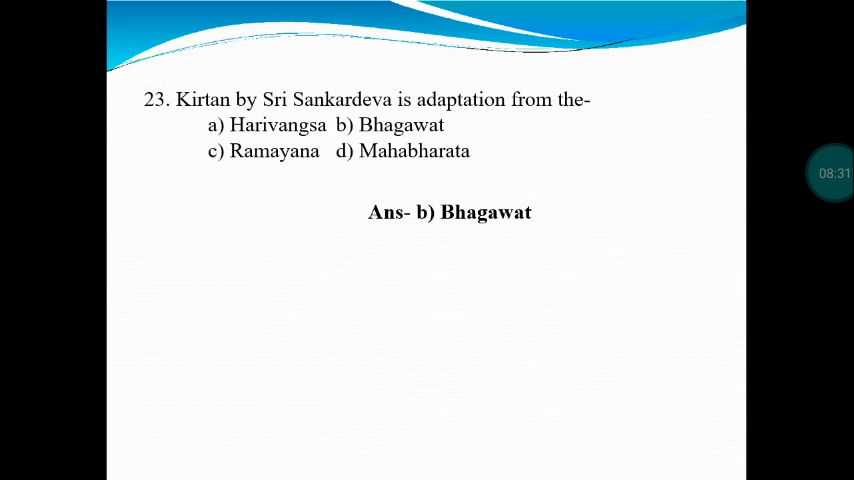 23. Kirtan by Sri Sankardeva is adaptation from the-
a) Harivangsa b) Bhagawat
c) Ramayana d) Mahabharata
08:31
Ans- b) Bhagawat